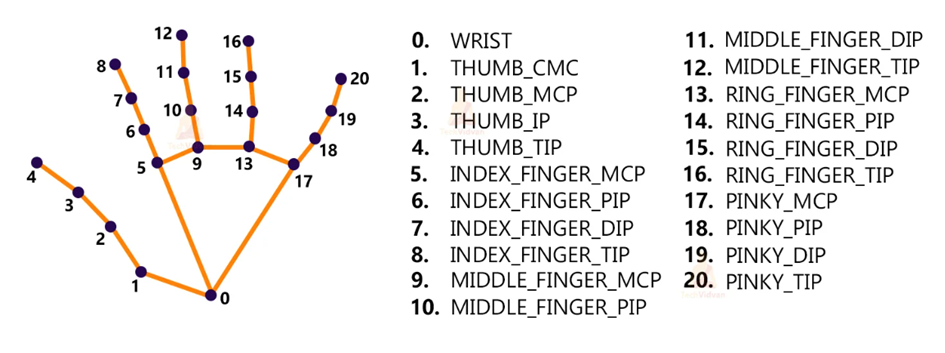 12
16
8
11
15
20
7
10
14
19
6
18
5
9
13
17
4
3
2
1
0
0. WRIST
1. THUMB_CMC
2. THUMB_MCP
3. THUMB_IP
4. THUMB_TIP
5. INDEX_FINGER_MCP
6. INDEX_FINGER_PIP
7. INDEX_FINGER_DIP
8. INDEX_FINGER_TIP
9. MIDDLE_FINGER_MCP
10. MIDDLE_FINGER_PIP
11. MIDDLE_FINGER_DIP
12. MIDDLE_FINGER_TIP
13. RING_FINGER_MCP
14. RING_FINGER_PIP
15. RING_FINGER_DIP
16. RING_FINGER_TIP
17. PINKY_MCP
18. PINKY_PIP
19. PINKY_DIP
20. PINKY_TIP